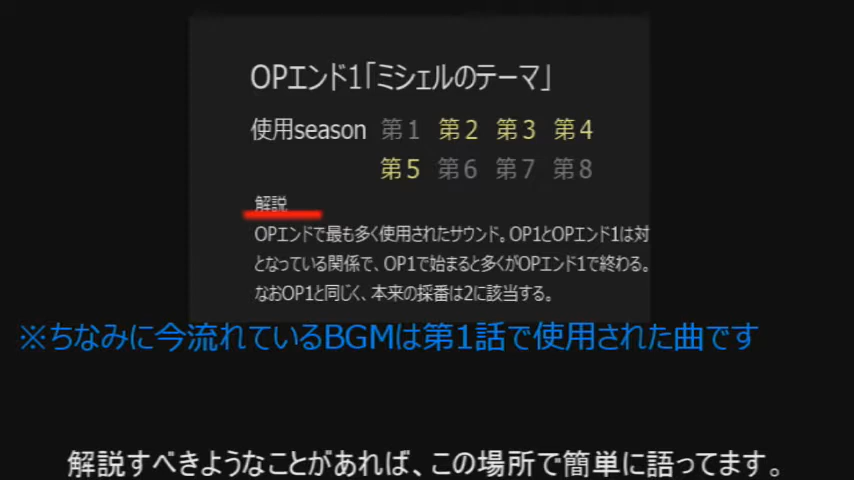 OPエンド1「ミシェルのテーマ」
使用season 第1 第2 第3 第4
第5 第6 第7 第8
解説
OPエンドで最も多く使用されたサウンド。OP1とOPエンド1は対
となっている関係で、OP1で始まると多くがOPエンド1で終わる。
なおOP1と同じく、本来の採番は2に該当する。
※ちなみに今流れているBGMは第1話で使用された曲です
解説すべきようなことがあれば、この場所で簡単に語ってます。